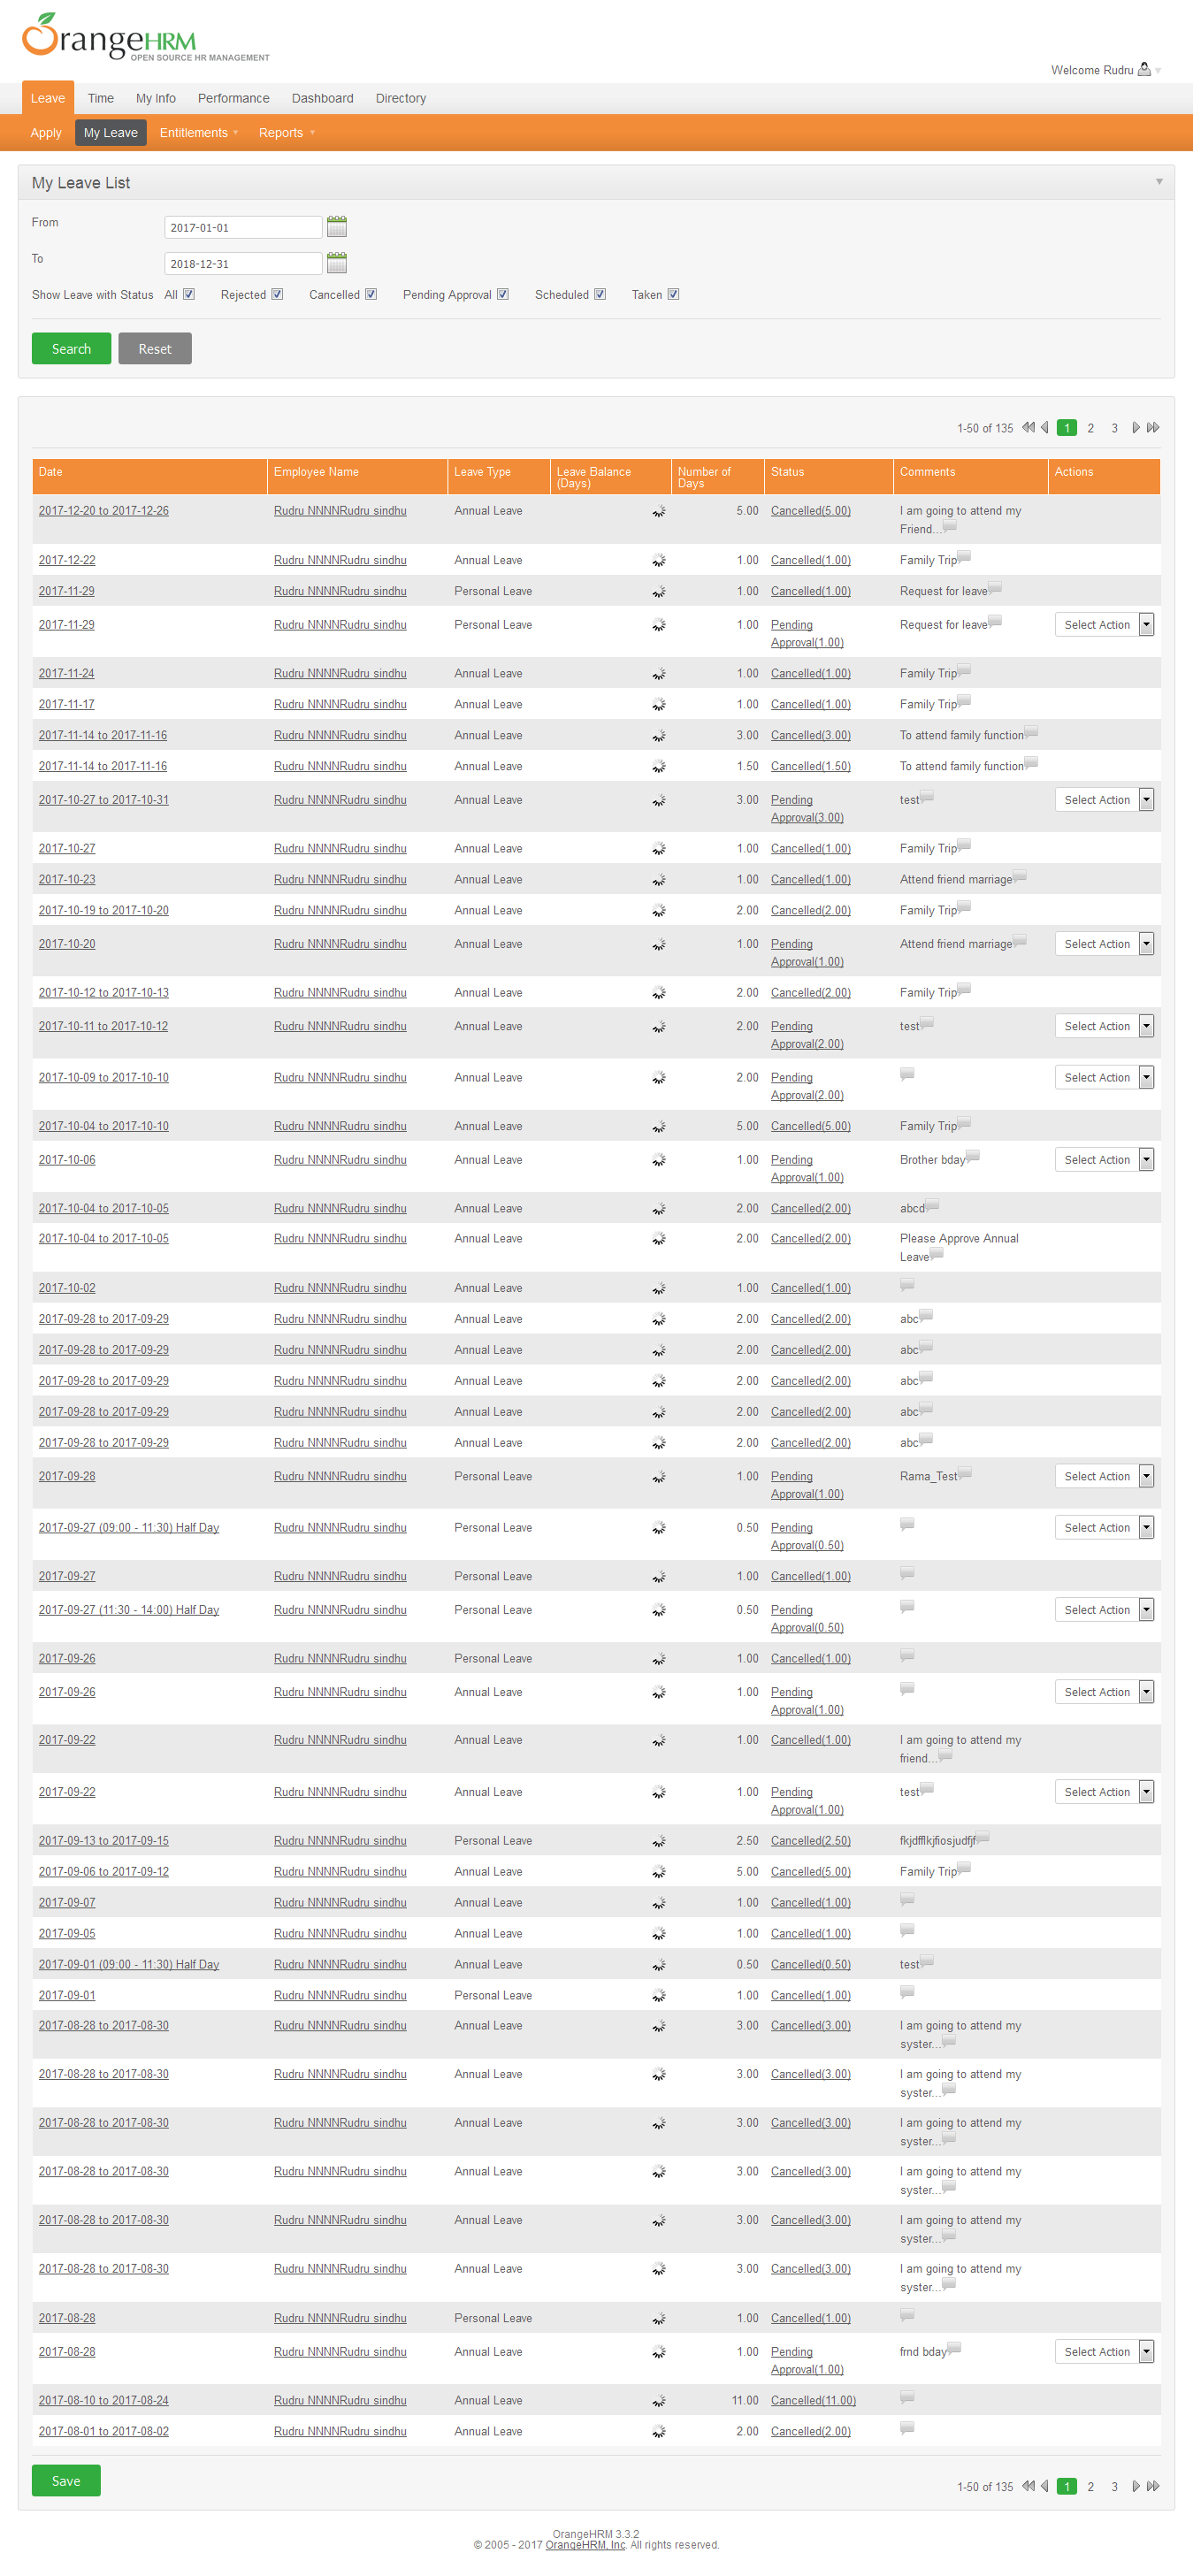 OrangeHRM
OPEN SOURCE HR MANAGEMENT
Welcome Rudru
Leave Time My Info Performance Dashboard Directory
Apply My Leave Entitlements Reports
My Leave List
From 2017-01-01
To 2018-12-31
Show Leave with Status All Rejected Cancelled Pending Approval Scheduled Taken
Search Reset
1-50 of 135 1 2 3
Date Employee Name Leave Type Leave Balance (Days) Number of Days Status Comments Actions
2017-12-20 to 2017-12-26 Rudru NNNNRudru sindhu Annual Leave 5.00 Cancelled(5.00) I am going to attend my
Friend...
2017-12-22 Rudru NNNNRudru sindhu Annual Leave 1.00 Cancelled(1.00) Family Trip
2017-11-29 Rudru NNNNRudru sindhu Personal Leave 1.00 Cancelled(1.00) Request for leave
2017-11-29 Rudru NNNNRudru sindhu Personal Leave 1.00 Pending Request for leave Select Action
Approval(1.00)
2017-11-24 Rudru NNNNRudru sindhu Annual Leave 1.00 Cancelled(1.00) Family Trip
2017-11-17 Rudru NNNNRudru sindhu Annual Leave 1.00 Cancelled(1.00) Family Trip
2017-11-14 to 2017-11-16 Rudru NNNNRudru sindhu Annual Leave 3.00 Cancelled(3.00) To attend family function
2017-11-14 to 2017-11-16 Rudru NNNNRudru sindhu Annual Leave 1.50 Cancelled(1.50) To attend family function
2017-10-27 to 2017-10-31 Rudru NNNNRudru sindhu Annual Leave 3.00 Pending test Select Action
Approval(3.00)
2017-10-27 Rudru NNNNRudru sindhu Annual Leave 1.00 Cancelled(1.00) Family Trip
2017-10-23 Rudru NNNNRudru sindhu Annual Leave 1.00 Cancelled(1.00) Attend friend marriage
2017-10-19 to 2017-10-20 Rudru NNNNRudru sindhu Annual Leave 2.00 Cancelled(2.00) Family Trip
2017-10-20 Rudru NNNNRudru sindhu Annual Leave 1.00 Pending Attend friend marriage Select Action
Approval(1.00)
2017-10-12 to 2017-10-13 Rudru NNNNRudru sindhu Annual Leave 2.00 Cancelled(2.00) Family Trip
2017-10-11 to 2017-10-12 Rudru NNNNRudru sindhu Annual Leave 2.00 Pending test Select Action
Approval(2.00)
2017-10-09 to 2017-10-10 Rudru NNNNRudru sindhu Annual Leave 2.00 Pending Select Action
Approval(2.00)
2017-10-04 to 2017-10-10 Rudru NNNNRudru sindhu Annual Leave 5.00 Cancelled(5.00) Family Trip
2017-10-06 Rudru NNNNRudru sindhu Annual Leave 1.00 Pending Brother bday Select Action
Approval(1.00)
2017-10-04 to 2017-10-05 Rudru NNNNRudru sindhu Annual Leave 2.00 Cancelled(2.00) abcd
2017-10-04 to 2017-10-05 Rudru NNNNRudru sindhu Annual Leave 2.00 Cancelled(2.00) Please Approve Annual
Leave
2017-10-02 Rudru NNNNRudru sindhu Annual Leave 1.00 Cancelled(1.00)
2017-09-28 to 2017-09-29 Rudru NNNNRudru sindhu Annual Leave 2.00 Cancelled(2.00) abc
2017-09-28 to 2017-09-29 Rudru NNNNRudru sindhu Annual Leave 2.00 Cancelled(2.00) abc
2017-09-28 to 2017-09-29 Rudru NNNNRudru sindhu Annual Leave 2.00 Cancelled(2.00) abc
2017-09-28 to 2017-09-29 Rudru NNNNRudru sindhu Annual Leave 2.00 Cancelled(2.00) abc
2017-09-28 to 2017-09-29 Rudru NNNNRudru sindhu Annual Leave 2.00 Cancelled(2.00) abc
2017-09-28 Rudru NNNNRudru sindhu Personal Leave 1.00 Pending Rama_Test Select Action
Approval(1.00)
2017-09-27 (09:00 - 11:30) Half Day Rudru NNNNRudru sindhu Personal Leave 0.50 Pending Select Action
Approval(0.50)
2017-09-27 Rudru NNNNRudru sindhu Personal Leave 1.00 Cancelled(1.00)
2017-09-27 (11:30 - 14:00) Half Day Rudru NNNNRudru sindhu Personal Leave 0.50 Pending Select Action
Approval(0.50)
2017-09-26 Rudru NNNNRudru sindhu Personal Leave 1.00 Cancelled(1.00)
2017-09-26 Rudru NNNNRudru sindhu Annual Leave 1.00 Pending Select Action
Approval(1.00)
2017-09-22 Rudru NNNNRudru sindhu Annual Leave 1.00 Cancelled(1.00) I am going to attend my
friend...
2017-09-22 Rudru NNNNRudru sindhu Annual Leave 1.00 Pending test Select Action
Approval(1.00)
2017-09-13 to 2017-09-15 Rudru NNNNRudru sindhu Personal Leave 2.50 Cancelled(2.50) fkjdfflkjfiosjudfjf
2017-09-06 to 2017-09-12 Rudru NNNNRudru sindhu Annual Leave 5.00 Cancelled(5.00) Family Trip
2017-09-07 Rudru NNNNRudru sindhu Annual Leave 1.00 Cancelled(1.00)
2017-09-05 Rudru NNNNRudru sindhu Annual Leave 1.00 Cancelled(1.00)
2017-09-01 (09:00 - 11:30) Half Day Rudru NNNNRudru sindhu Annual Leave 0.50 Cancelled(0.50) test
2017-09-01 Rudru NNNNRudru sindhu Personal Leave 1.00 Cancelled(1.00)
2017-08-28 to 2017-08-30 Rudru NNNNRudru sindhu Annual Leave 3.00 Cancelled(3.00) I am going to attend my
syster...
2017-08-28 to 2017-08-30 Rudru NNNNRudru sindhu Annual Leave 3.00 Cancelled(3.00) I am going to attend my
syster...
2017-08-28 to 2017-08-30 Rudru NNNNRudru sindhu Annual Leave 3.00 Cancelled(3.00) I am going to attend my
syster...
2017-08-28 to 2017-08-30 Rudru NNNNRudru sindhu Annual Leave 3.00 Cancelled(3.00) I am going to attend my
syster...
2017-08-28 to 2017-08-30 Rudru NNNNRudru sindhu Annual Leave 3.00 Cancelled(3.00) I am going to attend my
syster...
2017-08-28 to 2017-08-30 Rudru NNNNRudru sindhu Annual Leave 3.00 Cancelled(3.00) I am going to attend my
syster...
2017-08-28 Rudru NNNNRudru sindhu Personal Leave 1.00 Cancelled(1.00)
2017-08-28 Rudru NNNNRudru sindhu Annual Leave 1.00 Pending frnd bday Select Action
Approval(1.00)
2017-08-10 to 2017-08-24 Rudru NNNNRudru sindhu Annual Leave 11.00 Cancelled(11.00)
2017-08-01 to 2017-08-02 Rudru NNNNRudru sindhu Annual Leave 2.00 Cancelled(2.00)
Save 1-50 of 135 1 2 3
OrangeHRM 3.3.2
© 2005 - 2017 OrangeHRM, Inc. All rights reserved.